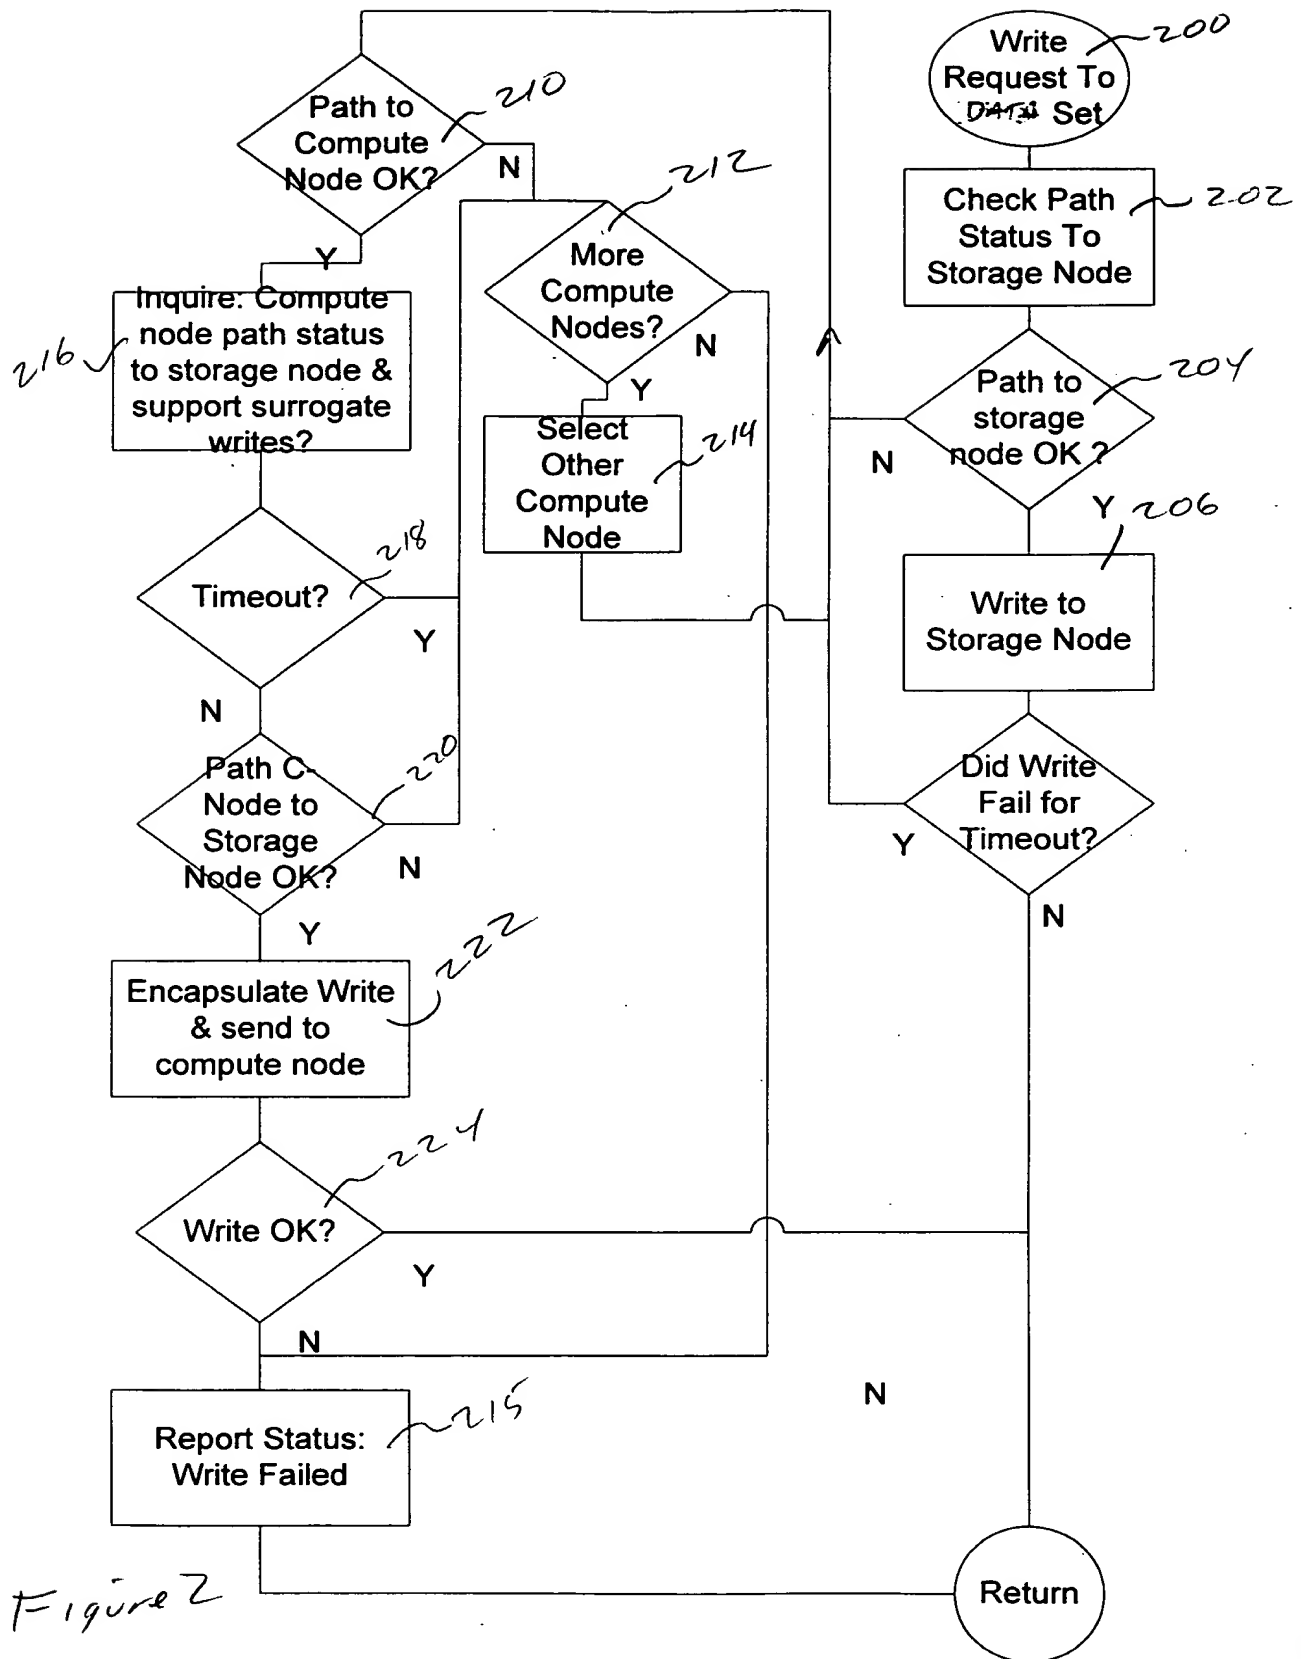 Write
Request To
DATA Set
200
Check Path
Status To
Storage Node
202
Path to
storage
node OK ?
204
N
Y
206
Write to
Storage Node
Did Write
Fail for
Timeout?
Y
N
Path to
Compute
Node OK?
210
N
Y
212
More
Compute
Nodes?
N
Y
Select
Other
Compute
Node
214
Inquire: Compute
node path status
to storage node &
support surrogate
writes?
216
Timeout?
218
Y
N
Path C-
Node to
Storage
Node OK?
220
N
Y
Encapsulate Write
& send to
compute node
222
Write OK?
224
Y
N
Report Status:
Write Failed
215
N
Return
Figure 2